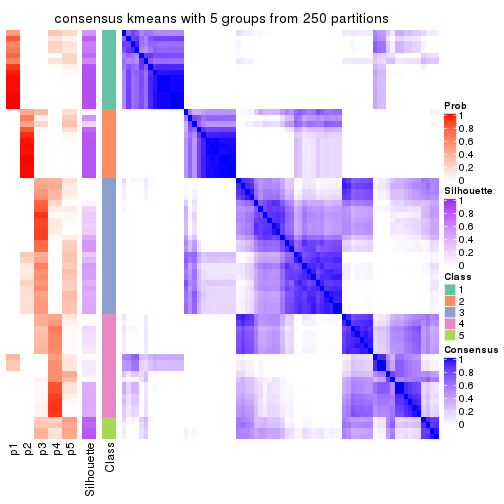 consensus kmeans with 5 groups from 250 partitions
Prob
1
0.8
0.6
0.4
0.2
0
Silhouette
1
0.8
0.6
0.4
0.2
0
Class
1
2
3
4
5
Consensus
1
0.8
0.6
0.4
0.2
0
p1
p2
p3
p4
p5
Silhouette
Class